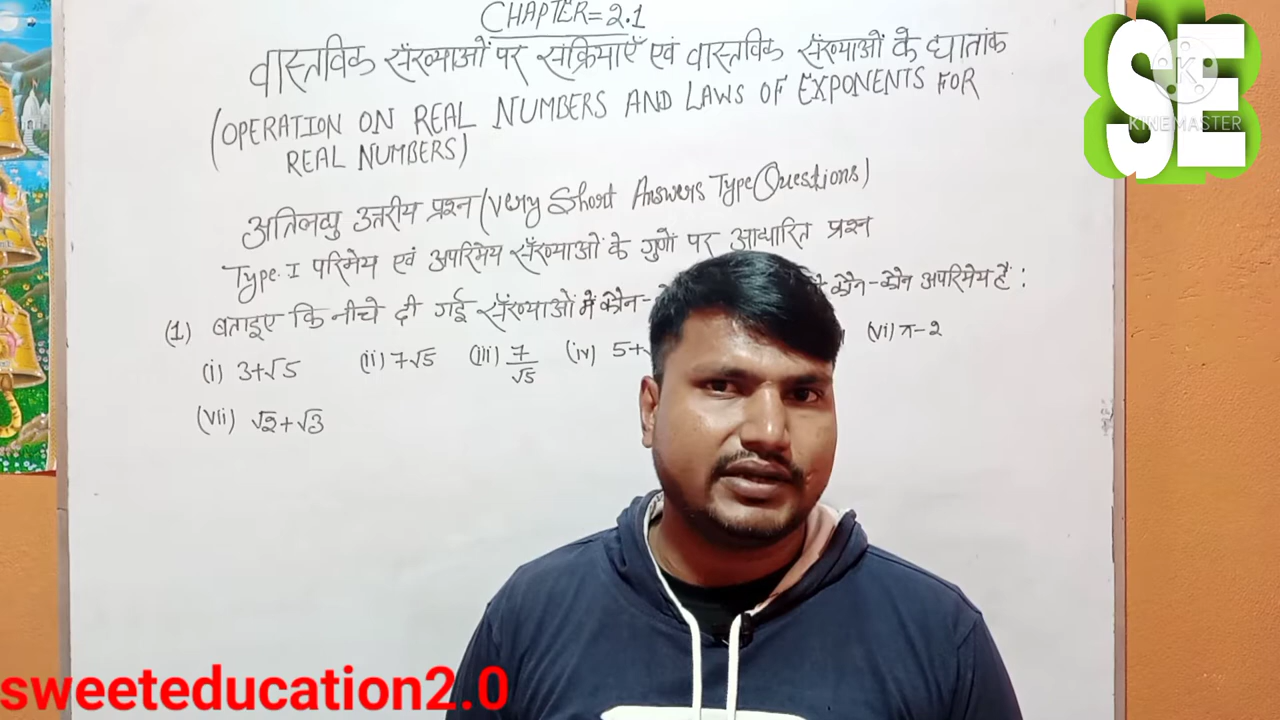 CHAPTER=2.1
वास्तविक संख्याओं पर संक्रियाएँ एवं वास्तविक संख्याओं के घातांक
(OPERATION ON REAL NUMBERS AND LAWS OF EXPONENTS FOR
REAL NUMBERS)
अतिलघु उत्तरीय प्रश्न (Very Short Answers Type Questions)
Type-I परिमेय एवं अपरिमेय संख्याओं के गुणों पर आधारित प्रश्न
(1) बताइए कि नीचे दी गई संख्याओं में कौन- कौन-कौन अपरिमेय हैं :
(i) 3+√5 (ii) 7√5 (iii) 7/√5 (iv) 5+√ (vi) π-2
(vii) √2+√3
SE
KINEMASTER
sweeteducation2.0